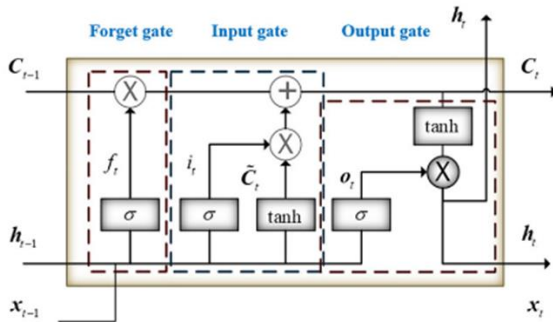 Forget gate Input gate Output gate
h_t
C_{t-1} C_t
X + tanh
f_t i_t X C̃_t o_t X
σ σ tanh σ
h_{t-1} h_t
x_{t-1} x_t